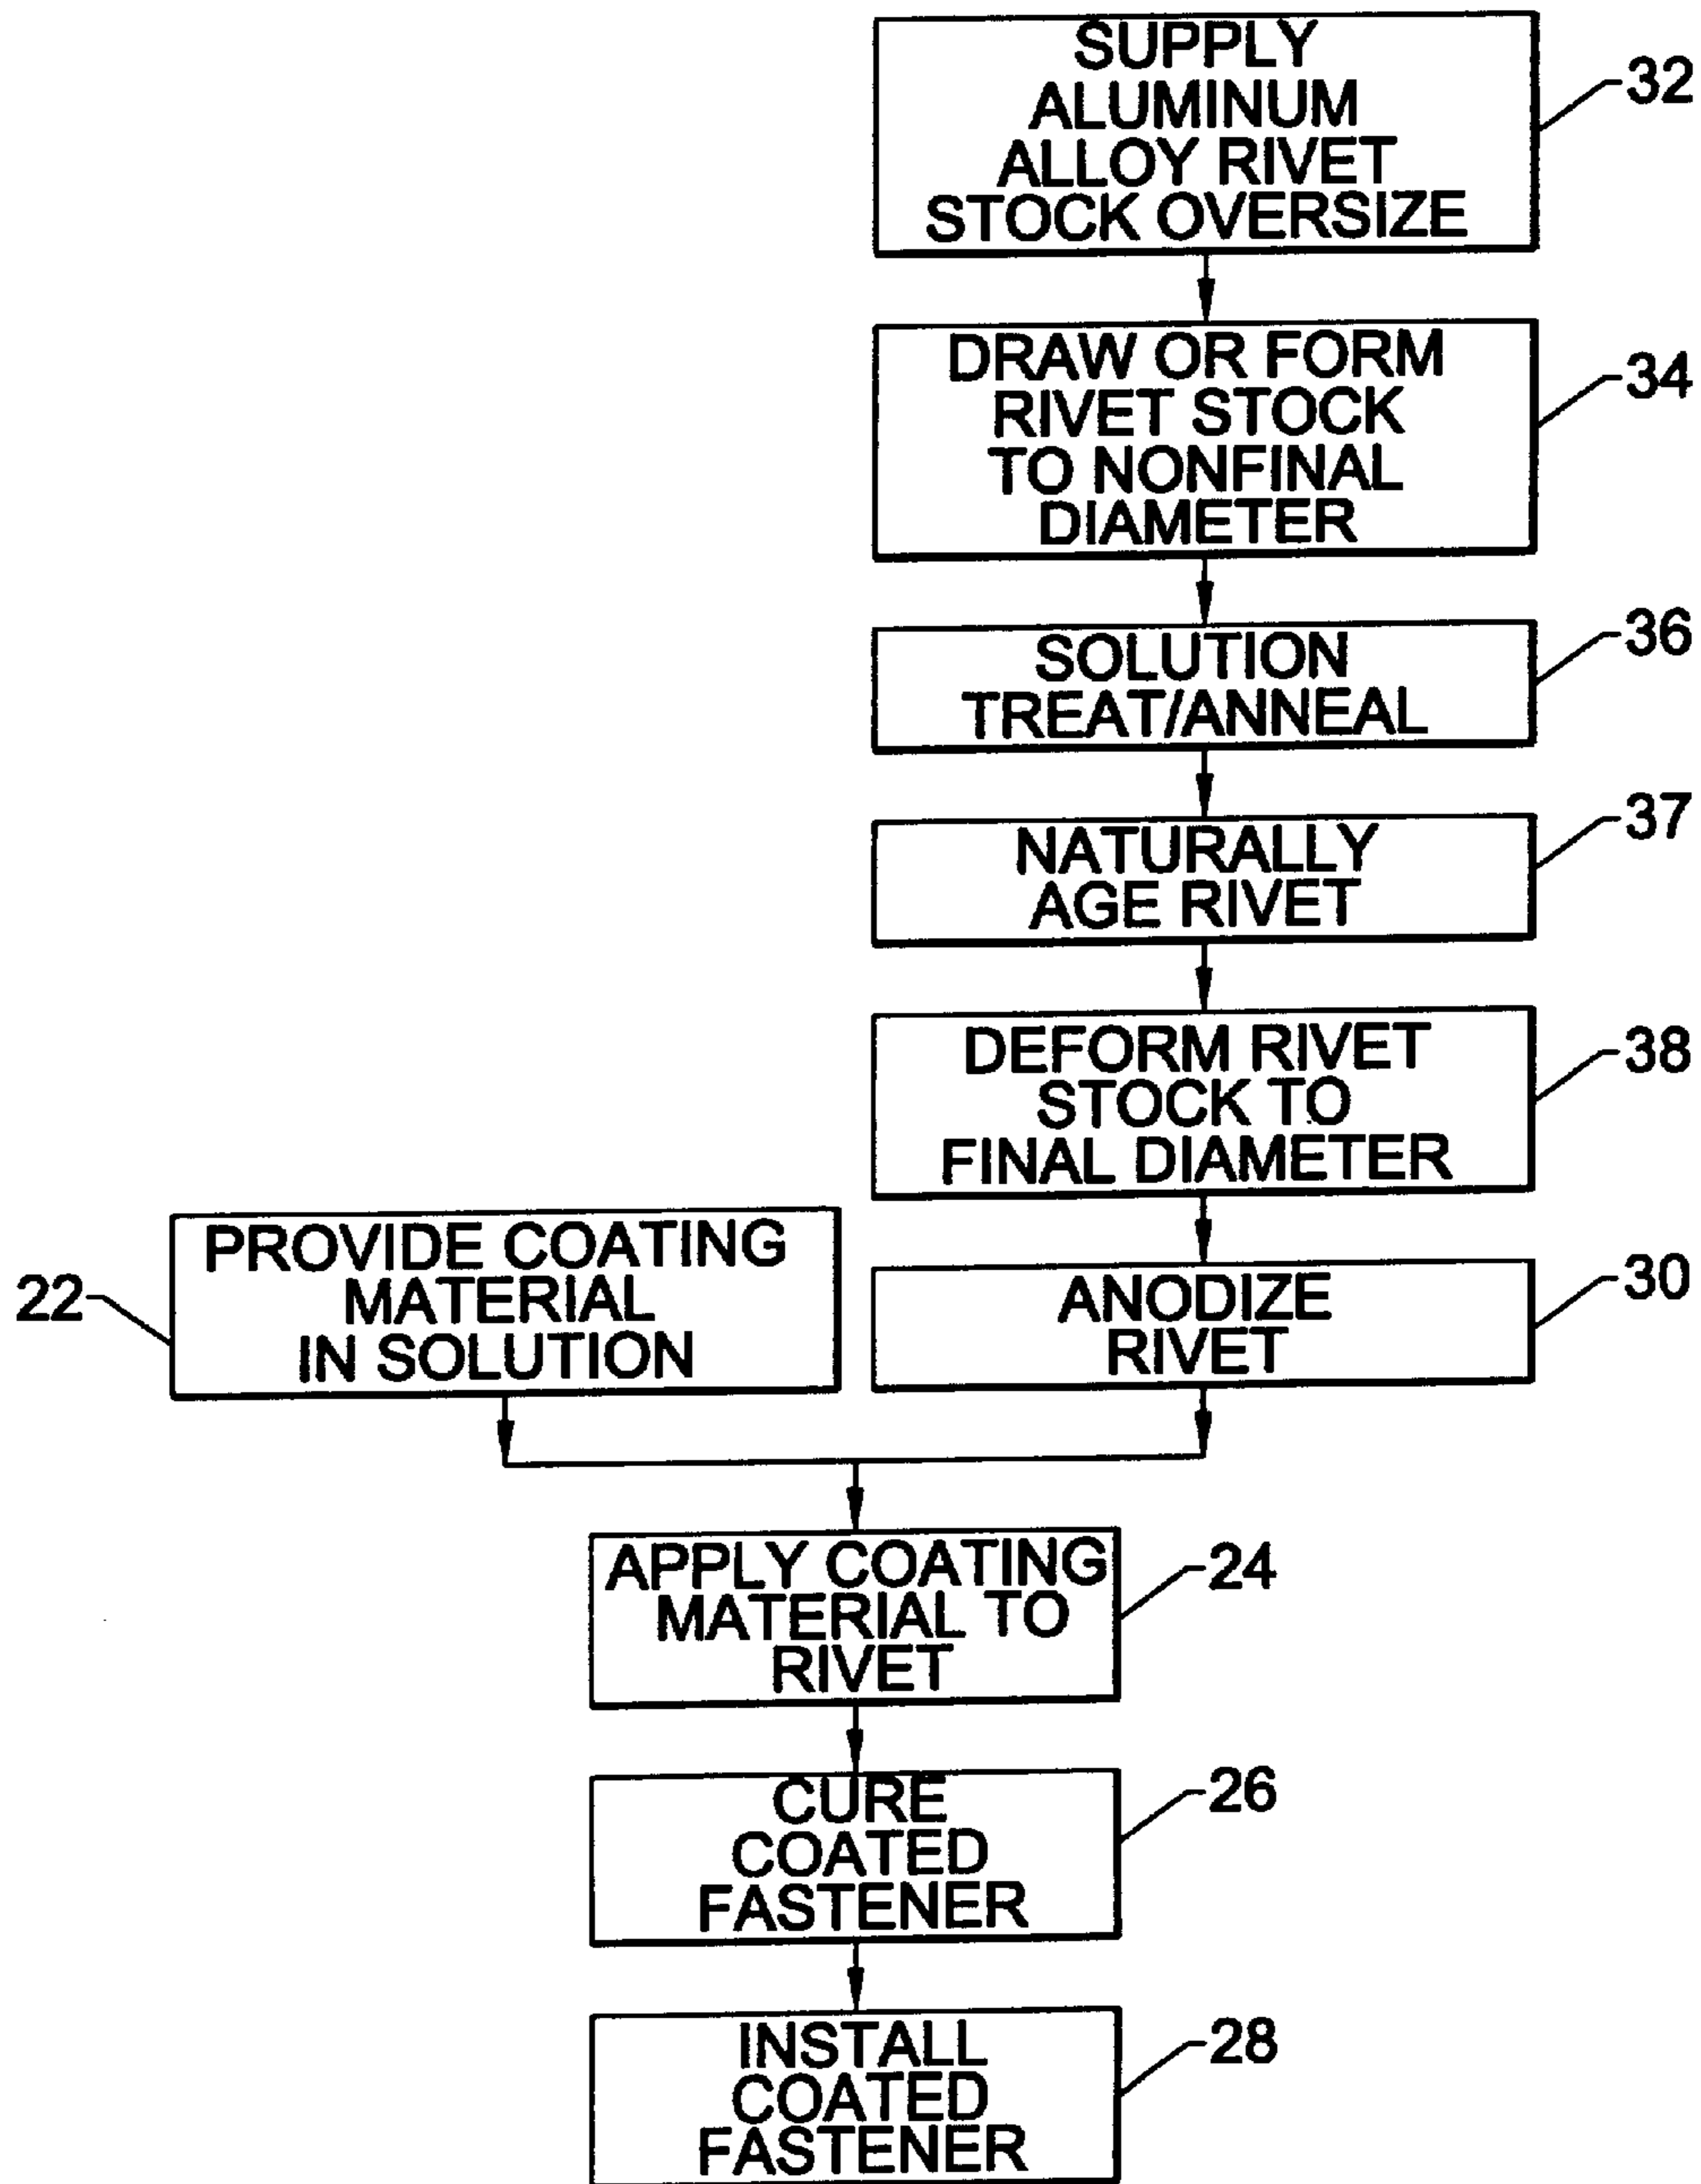 SUPPLY
ALUMINUM
ALLOY RIVET
STOCK OVERSIZE
32
DRAW OR FORM
RIVET STOCK
TO NONFINAL
DIAMETER
34
SOLUTION
TREAT/ANNEAL
36
NATURALLY
AGE RIVET
37
DEFORM RIVET
STOCK TO
FINAL DIAMETER
38
22
PROVIDE COATING
MATERIAL
IN SOLUTION
ANODIZE
RIVET
30
APPLY COATING
MATERIAL TO
RIVET
24
CURE
COATED
FASTENER
26
INSTALL
COATED
FASTENER
28